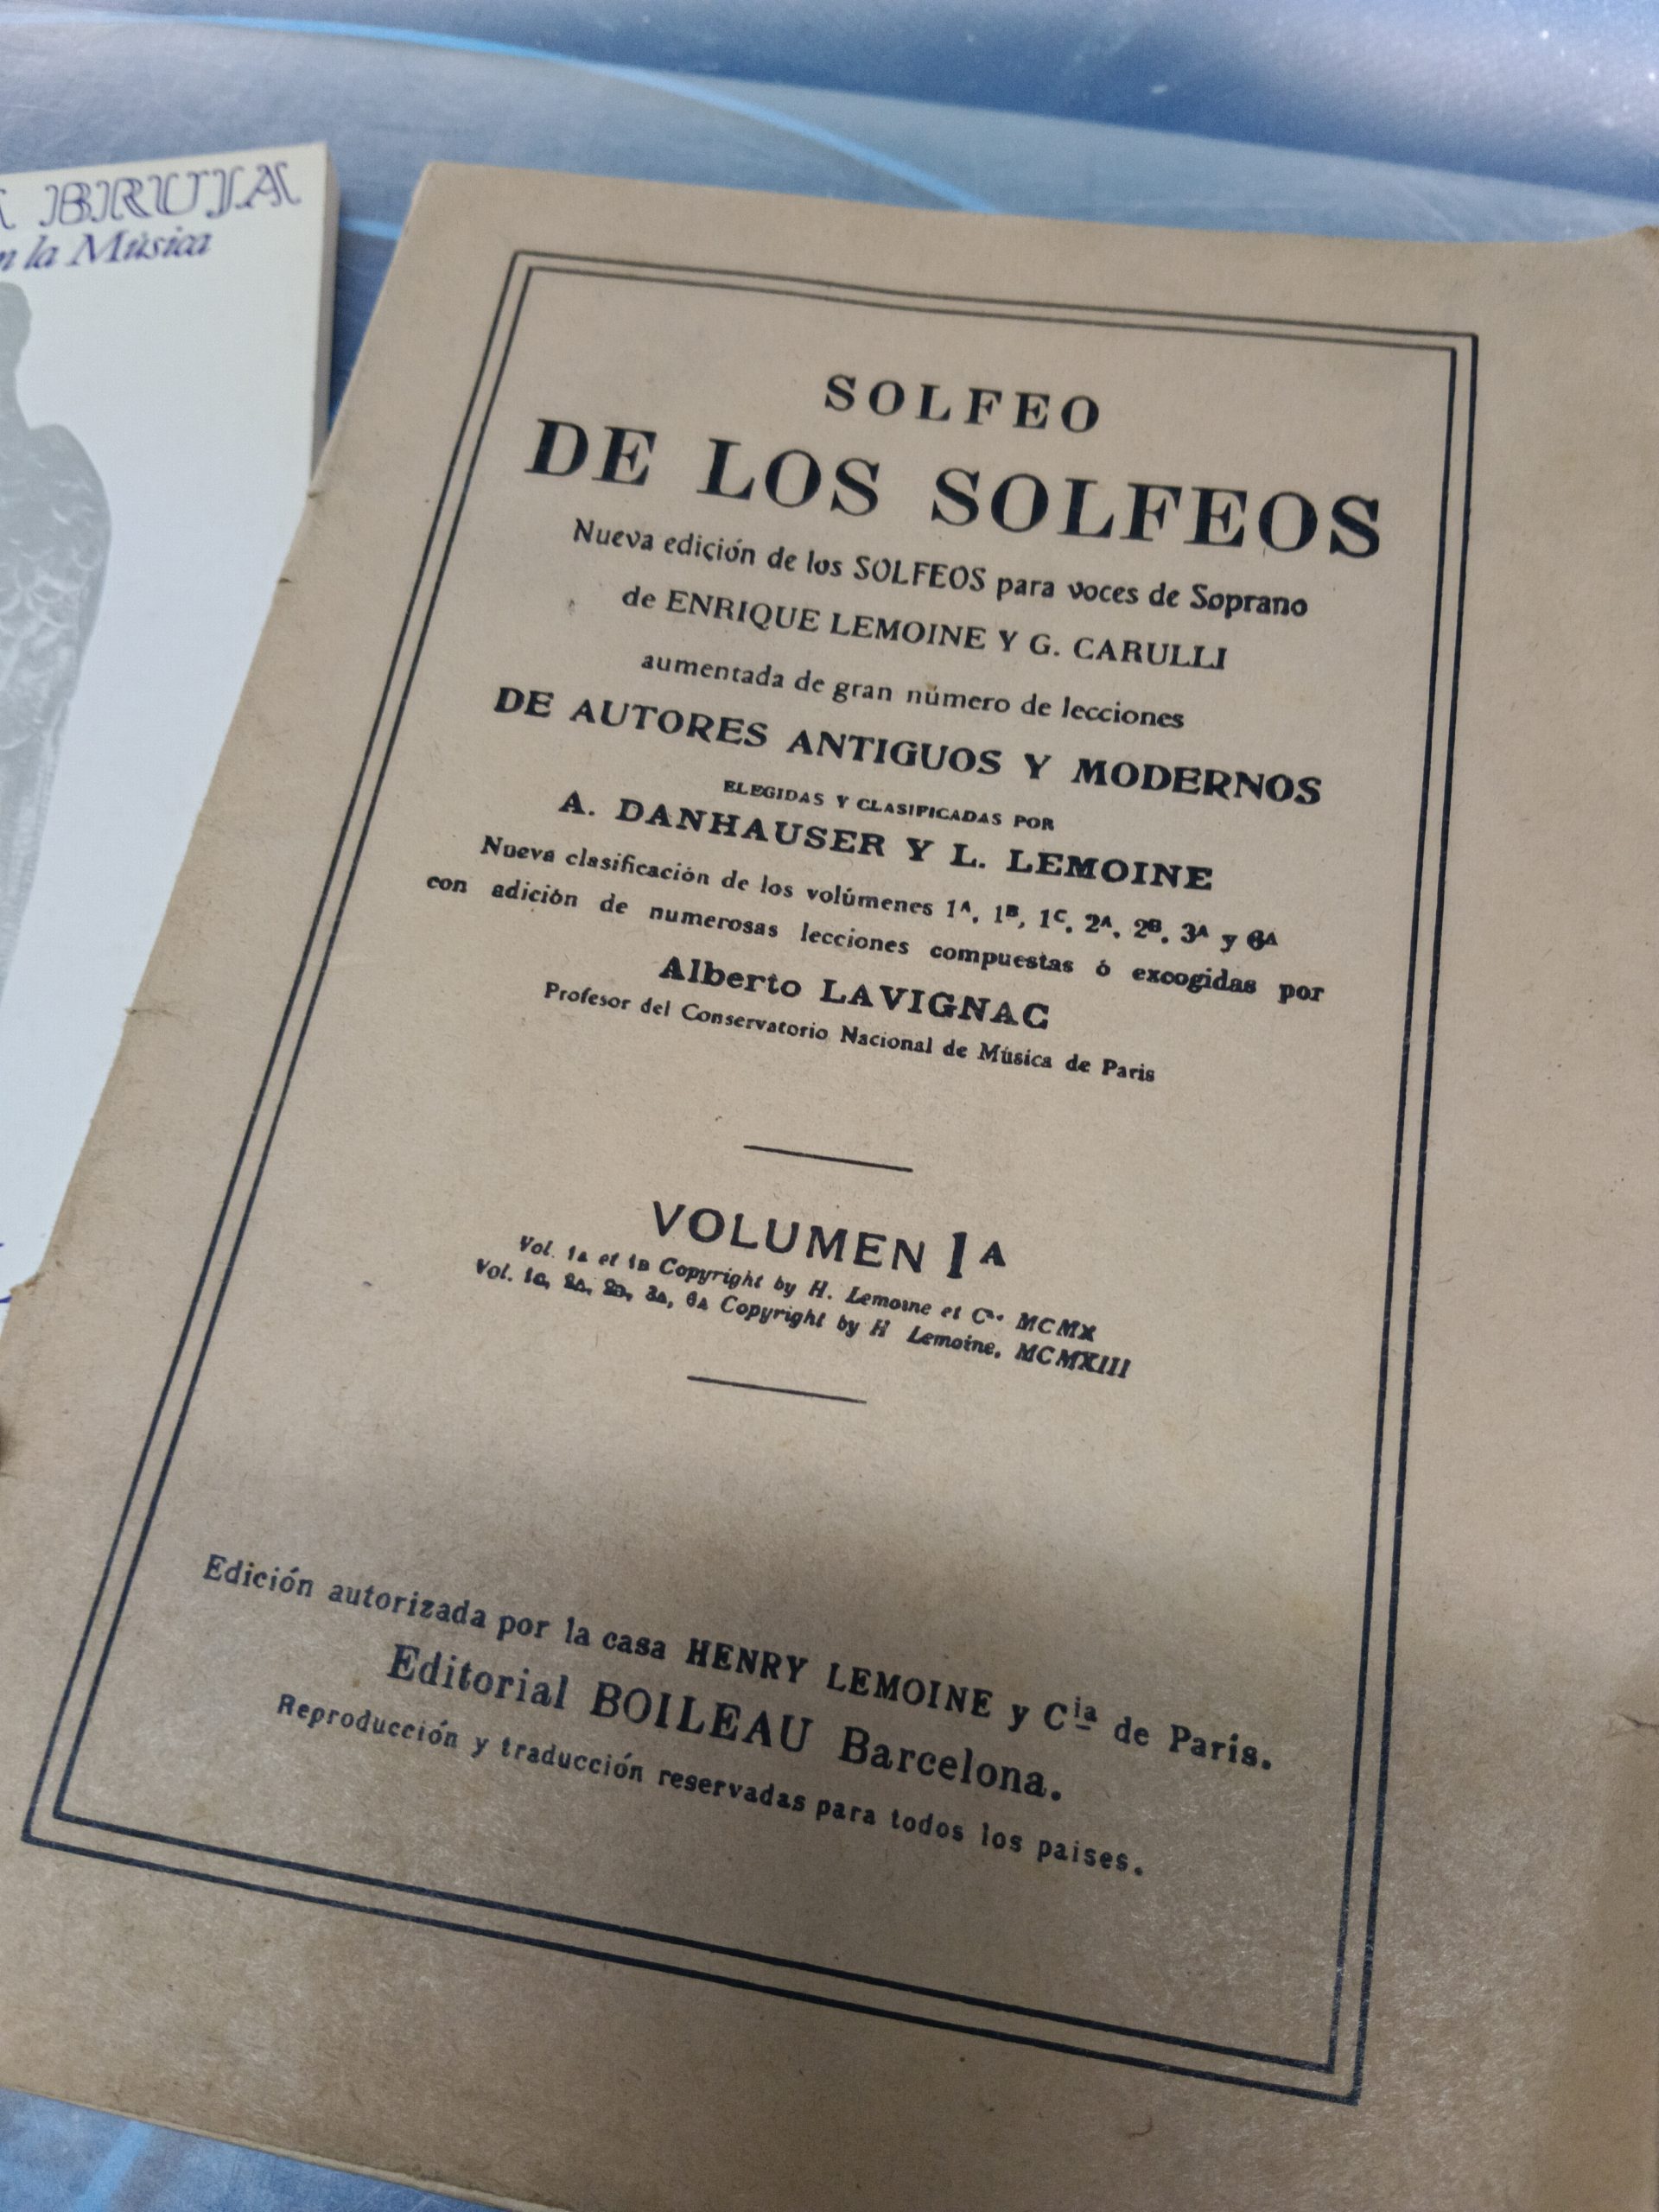 BRUJA
la Música
SOLFEO
DE LOS SOLFEOS
Nueva edición de los SOLFEOS para voces de Soprano
de ENRIQUE LEMOINE Y G. CARULLI
aumentada de gran número de lecciones
DE AUTORES ANTIGUOS Y MODERNOS
ELEGIDAS Y CLASIFICADAS POR
A. DANHAUSER Y L. LEMOINE
Nueva clasificación de los volúmenes 1A, 1B, 1C, 2A, 2B, 3A y 6A
con adición de numerosas lecciones compuestas ó excogidas por
Alberto LAVIGNAC
Profesor del Conservatorio Nacional de Música de Paris
VOLUMEN 1A
Vol. 1A et 1B Copyright by H. Lemoine et Cie. MCMX
Vol. 1C, 2A, 2B, 3A, 6A Copyright by H Lemoine, MCMXIII
Edición autorizada por la casa HENRY LEMOINE y Cia de Paris.
Editorial BOILEAU Barcelona.
Reproducción y traducción reservadas para todos los paises.